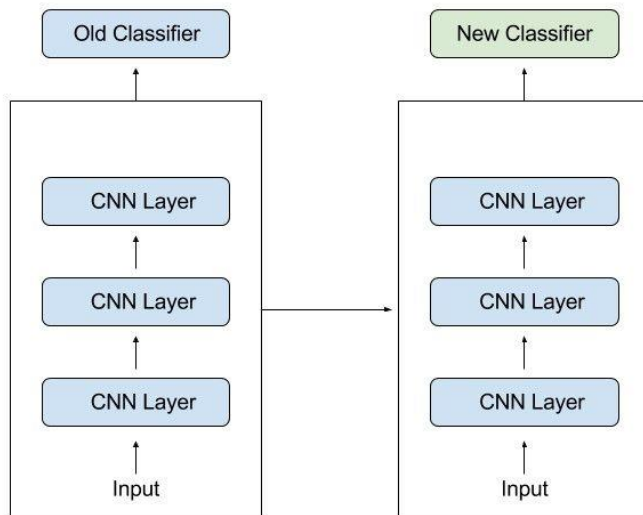 Old Classifier
CNN Layer
CNN Layer
CNN Layer
Input
New Classifier
CNN Layer
CNN Layer
CNN Layer
Input